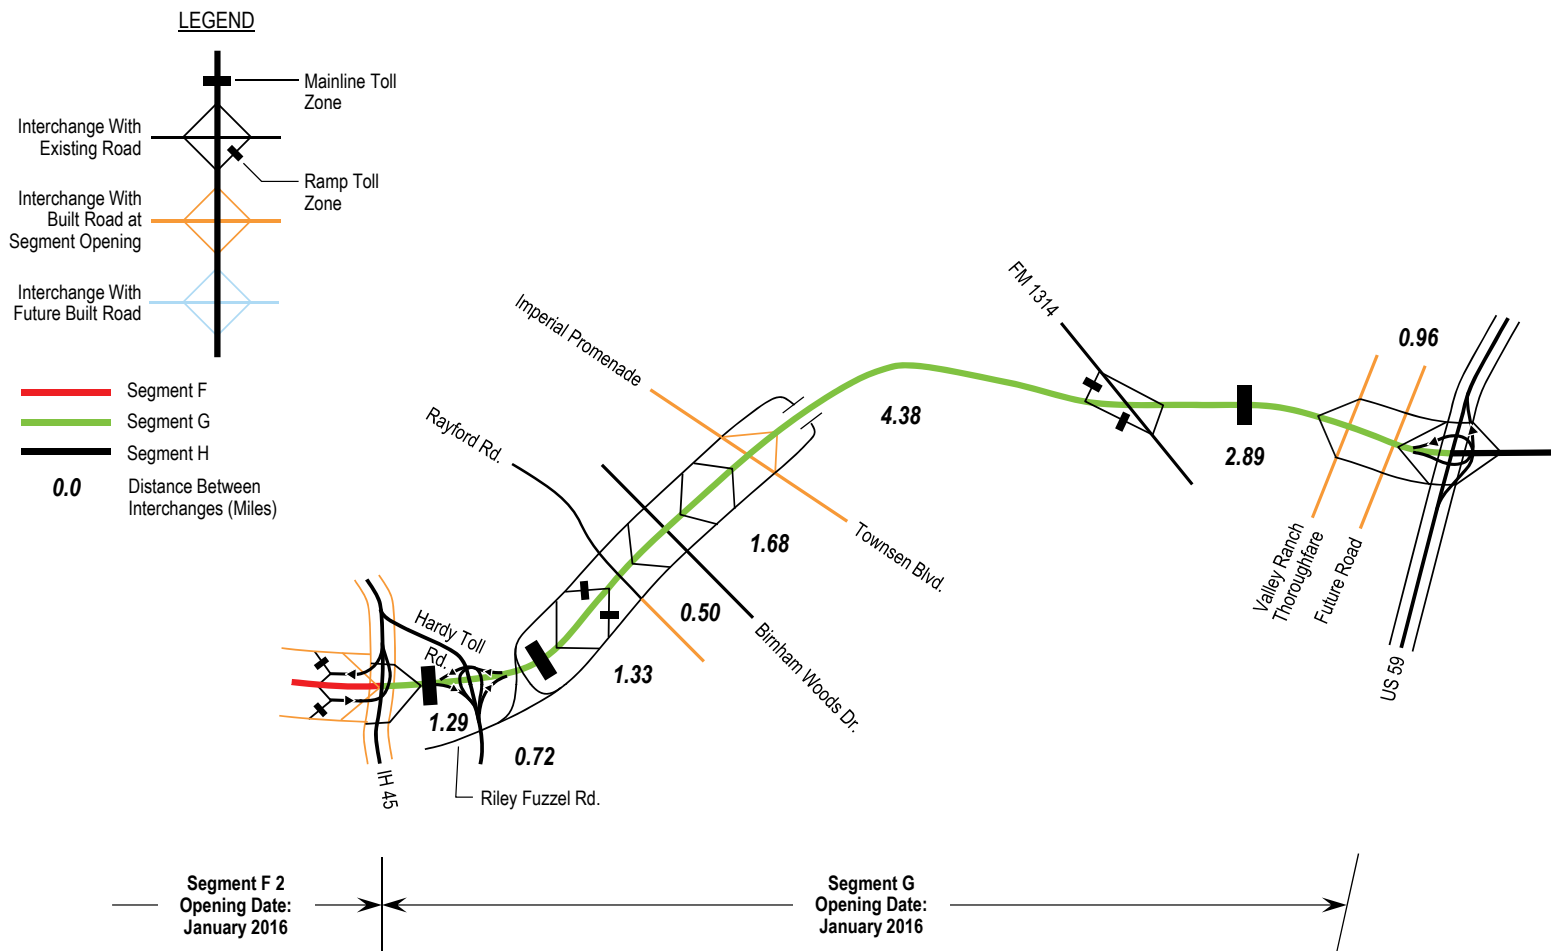 LEGEND
Mainline Toll
Zone
Interchange With
Existing Road
Ramp Toll
Zone
Interchange With
Built Road at
Segment Opening
Interchange With
Future Built Road
Segment F
Segment G
Segment H
0.0
Distance Between
Interchanges (Miles)
Imperial Promenade
Rayford Rd.
FM 1314
0.96
4.38
2.89
1.68
Townsen Blvd.
Valley Ranch
Thoroughfare
Future Road
US 59
0.50
Birnham Woods Dr.
1.33
Hardy Toll
Rd.
1.29
0.72
IH 45
Riley Fuzzel Rd.
Segment F 2
Opening Date:
January 2016
Segment G
Opening Date:
January 2016